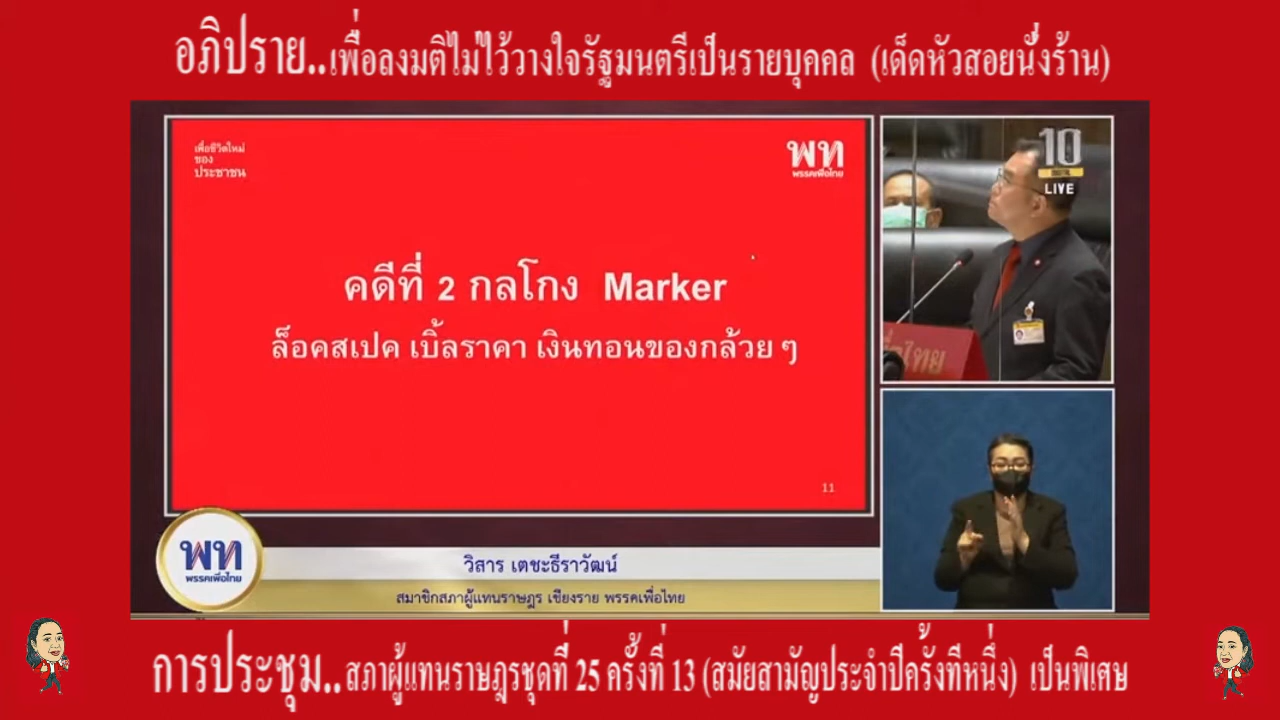 อภิปราย..เพื่อลงมติไม่ไว้วางใจรัฐมนตรีเป็นรายบุคคล (เด็ดหัวสอยนั่งร้าน)
เพื่อชีวิตใหม่
ของ
ประชาชน
พท
พรรคเพื่อไทย
10
DIGITAL
LIVE
คดีที่ 2 กลโกง Marker
ล็อคสเปค เบิ้ลราคา เงินทอนของกล้วย ๆ
11
พท
พรรคเพื่อไทย
วิสาร เตชะธีราวัฒน์
สมาชิกสภาผู้แทนราษฎร เชียงราย พรรคเพื่อไทย
การประชุม..สภาผู้แทนราษฎรชุดที่ 25 ครั้งที่ 13 (สมัยสามัญประจำปีครั้งที่หนึ่ง) เป็นพิเศษ